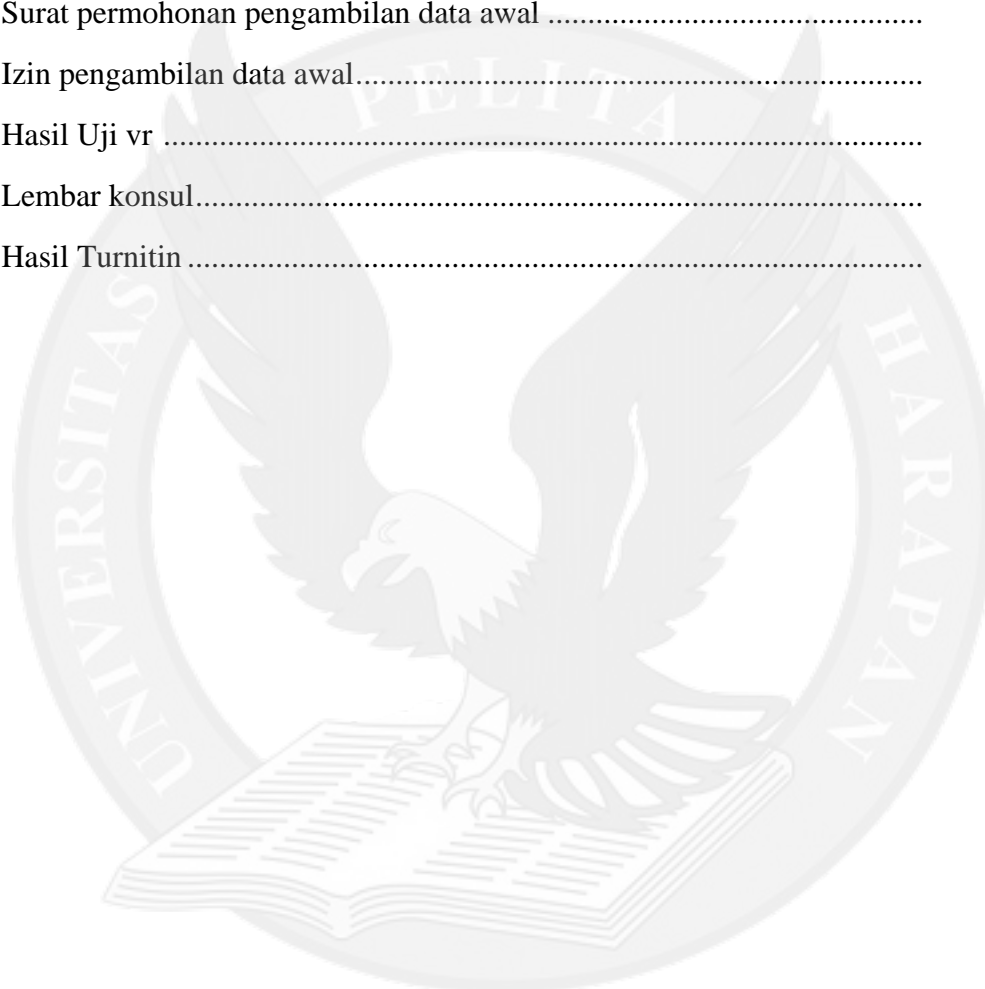 Surat permohonan pengambilan data awal ................................................
Izin pengambilan data awal........................................................................
Hasil Uji vr ................................................................................................
Lembar konsul............................................................................................
Hasil Turnitin .............................................................................................
UNIVERSITAS PELITA HARAPAN